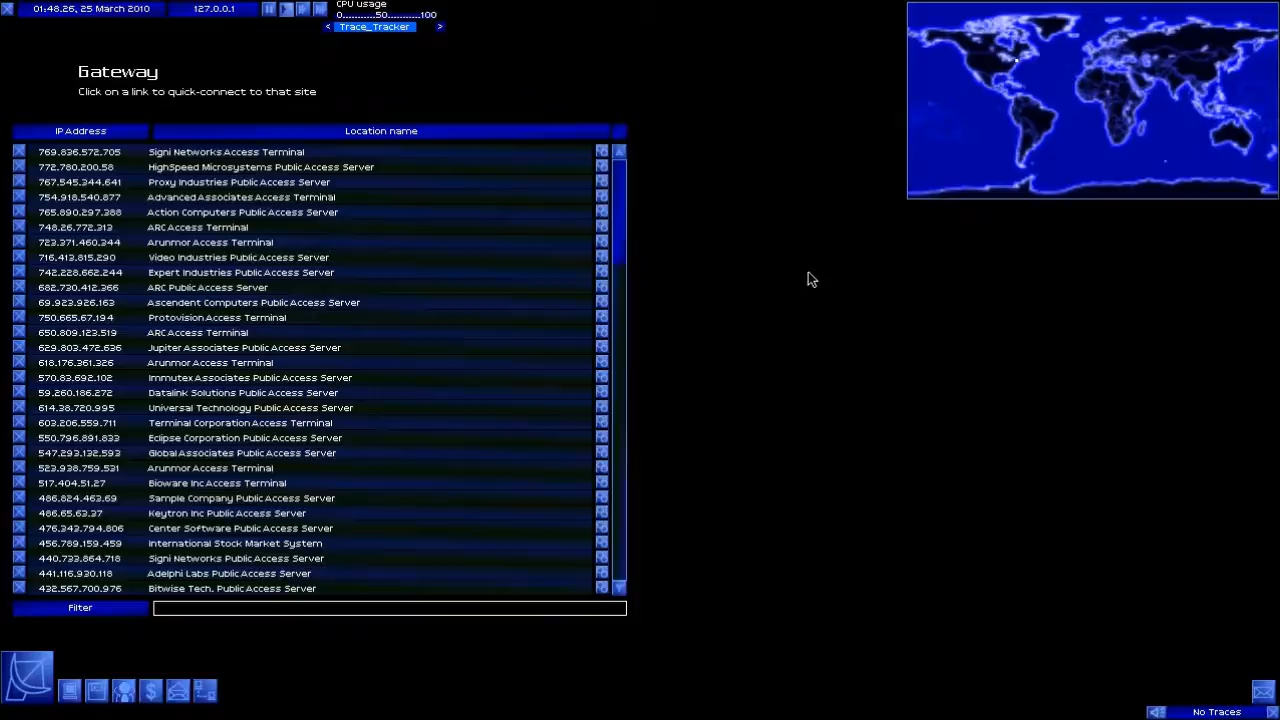 01:48.26, 25 March 2010
127.0.0.1
CPU usage
0..........50........100
< Trace_Tracker >
Gateway
Click on a link to quick-connect to that site
IP Address Location name
769.836.572.705 Signi Networks Access Terminal
772.780.200.58 HighSpeed Microsystems Public Access Server
767.545.344.641 Proxy Industries Public Access Server
754.918.540.877 Advanced Associates Access Terminal
765.890.297.388 Action Computers Public Access Server
748.26.772.313 ARC Access Terminal
723.371.460.344 Arunmor Access Terminal
716.413.815.290 Video Industries Public Access Server
742.228.662.244 Expert Industries Public Access Server
682.730.412.366 ARC Public Access Server
69.923.926.163 Ascendent Computers Public Access Server
750.665.67.194 Protovision Access Terminal
650.809.123.519 ARC Access Terminal
629.803.472.636 Jupiter Associates Public Access Server
618.176.361.326 Arunmor Access Terminal
570.83.692.102 Immutex Associates Public Access Server
59.260.186.272 Datalink Solutions Public Access Server
614.38.720.995 Universal Technology Public Access Server
603.206.559.711 Terminal Corporation Access Terminal
550.796.891.833 Eclipse Corporation Public Access Server
547.293.132.593 Global Associates Public Access Server
523.938.759.531 Arunmor Access Terminal
517.404.51.27 Bioware Inc Access Terminal
486.824.463.69 Sample Company Public Access Server
486.65.63.37 Keytron Inc Public Access Server
476.343.794.806 Center Software Public Access Server
456.789.159.459 International Stock Market System
440.733.864.718 Signi Networks Public Access Server
441.116.930.118 Adelphi Labs Public Access Server
432.567.700.976 Bitwise Tech. Public Access Server
Filter
No Traces